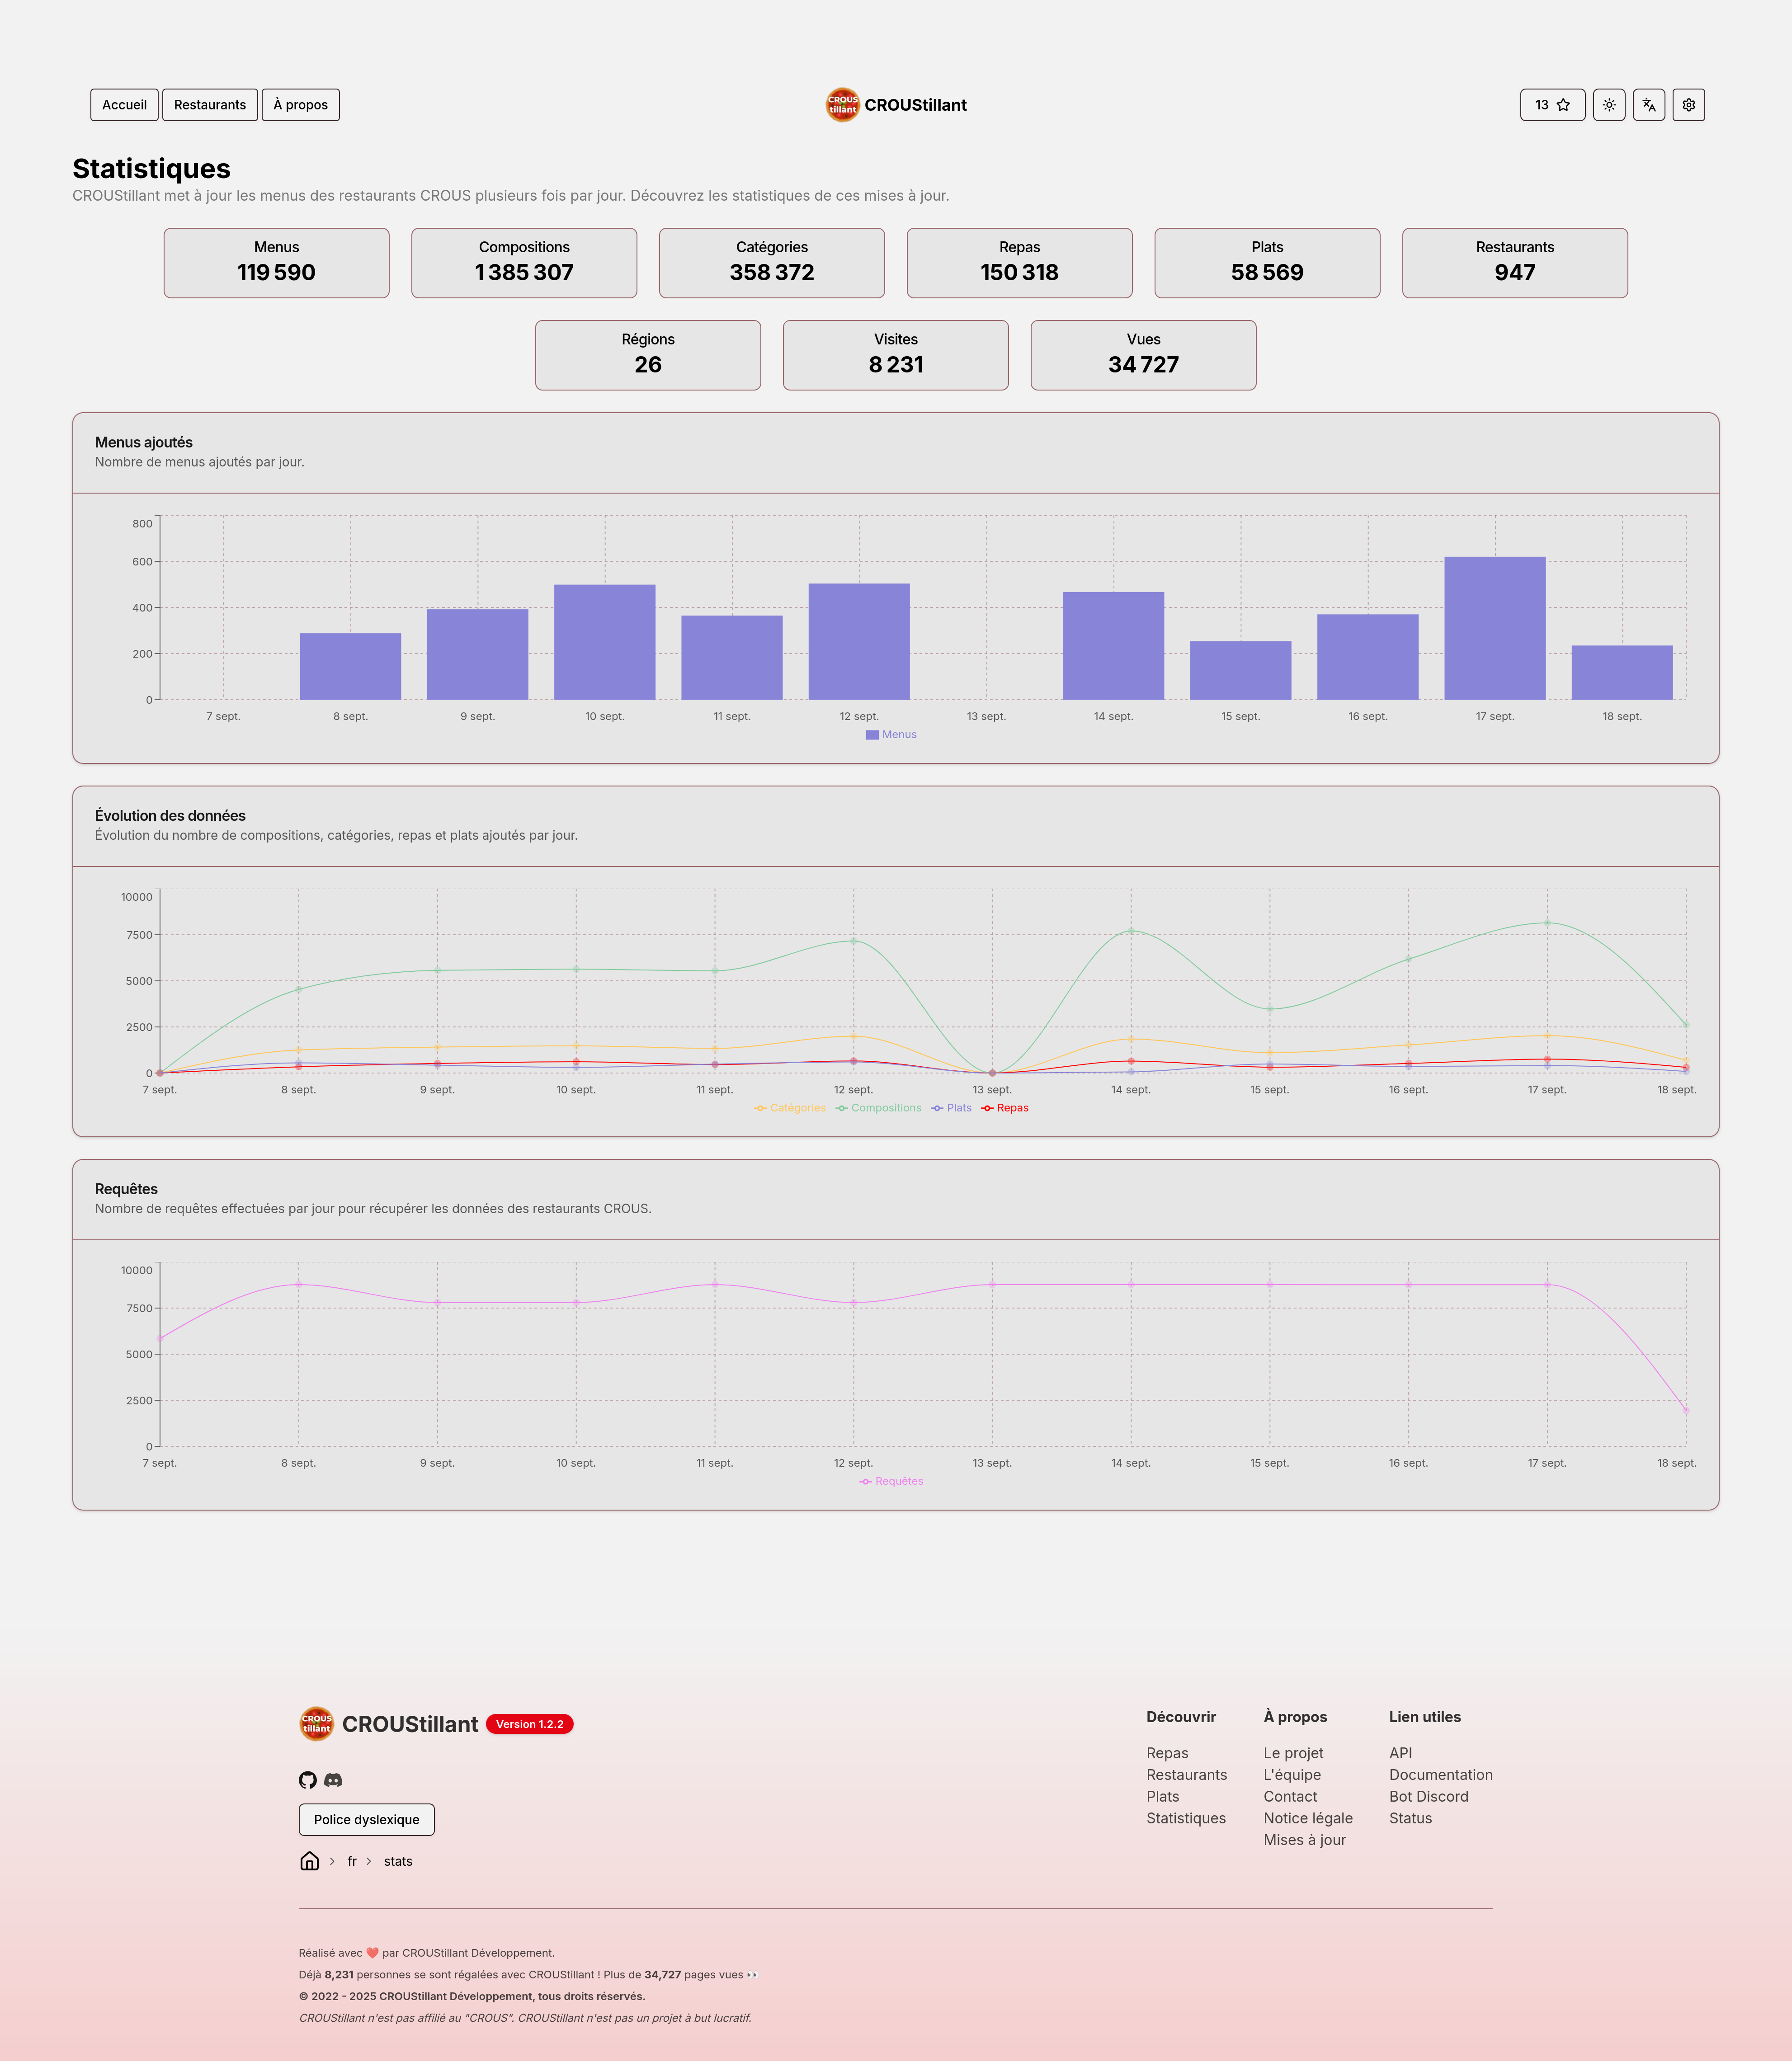 Accueil Restaurants À propos
CROUS
tillant
CROUStillant
13
Statistiques
CROUStillant met à jour les menus des restaurants CROUS plusieurs fois par jour. Découvrez les statistiques de ces mises à jour.
Menus Compositions Catégories Repas Plats Restaurants
119 590 1 385 307 358 372 150 318 58 569 947
Régions Visites Vues
26 8 231 34 727
Menus ajoutés
Nombre de menus ajoutés par jour.
800
600
400
200
0
7 sept. 8 sept. 9 sept. 10 sept. 11 sept. 12 sept. 13 sept. 14 sept. 15 sept. 16 sept. 17 sept. 18 sept.
Menus
Évolution des données
Évolution du nombre de compositions, catégories, repas et plats ajoutés par jour.
10000
7500
5000
2500
0
7 sept. 8 sept. 9 sept. 10 sept. 11 sept. 12 sept. 13 sept. 14 sept. 15 sept. 16 sept. 17 sept. 18 sept.
Catégories Compositions Plats Repas
Requêtes
Nombre de requêtes effectuées par jour pour récupérer les données des restaurants CROUS.
10000
7500
5000
2500
0
7 sept. 8 sept. 9 sept. 10 sept. 11 sept. 12 sept. 13 sept. 14 sept. 15 sept. 16 sept. 17 sept. 18 sept.
Requêtes
CROUS
tillant
CROUStillant Version 1.2.2
Police dyslexique
fr stats
Découvrir
Repas
Restaurants
Plats
Statistiques
À propos
Le projet
L'équipe
Contact
Notice légale
Mises à jour
Lien utiles
API
Documentation
Bot Discord
Status
Réalisé avec ❤️ par CROUStillant Développement.
Déjà 8,231 personnes se sont régalées avec CROUStillant ! Plus de 34,727 pages vues 👀
© 2022 - 2025 CROUStillant Développement, tous droits réservés.
CROUStillant n'est pas affilié au "CROUS". CROUStillant n'est pas un projet à but lucratif.